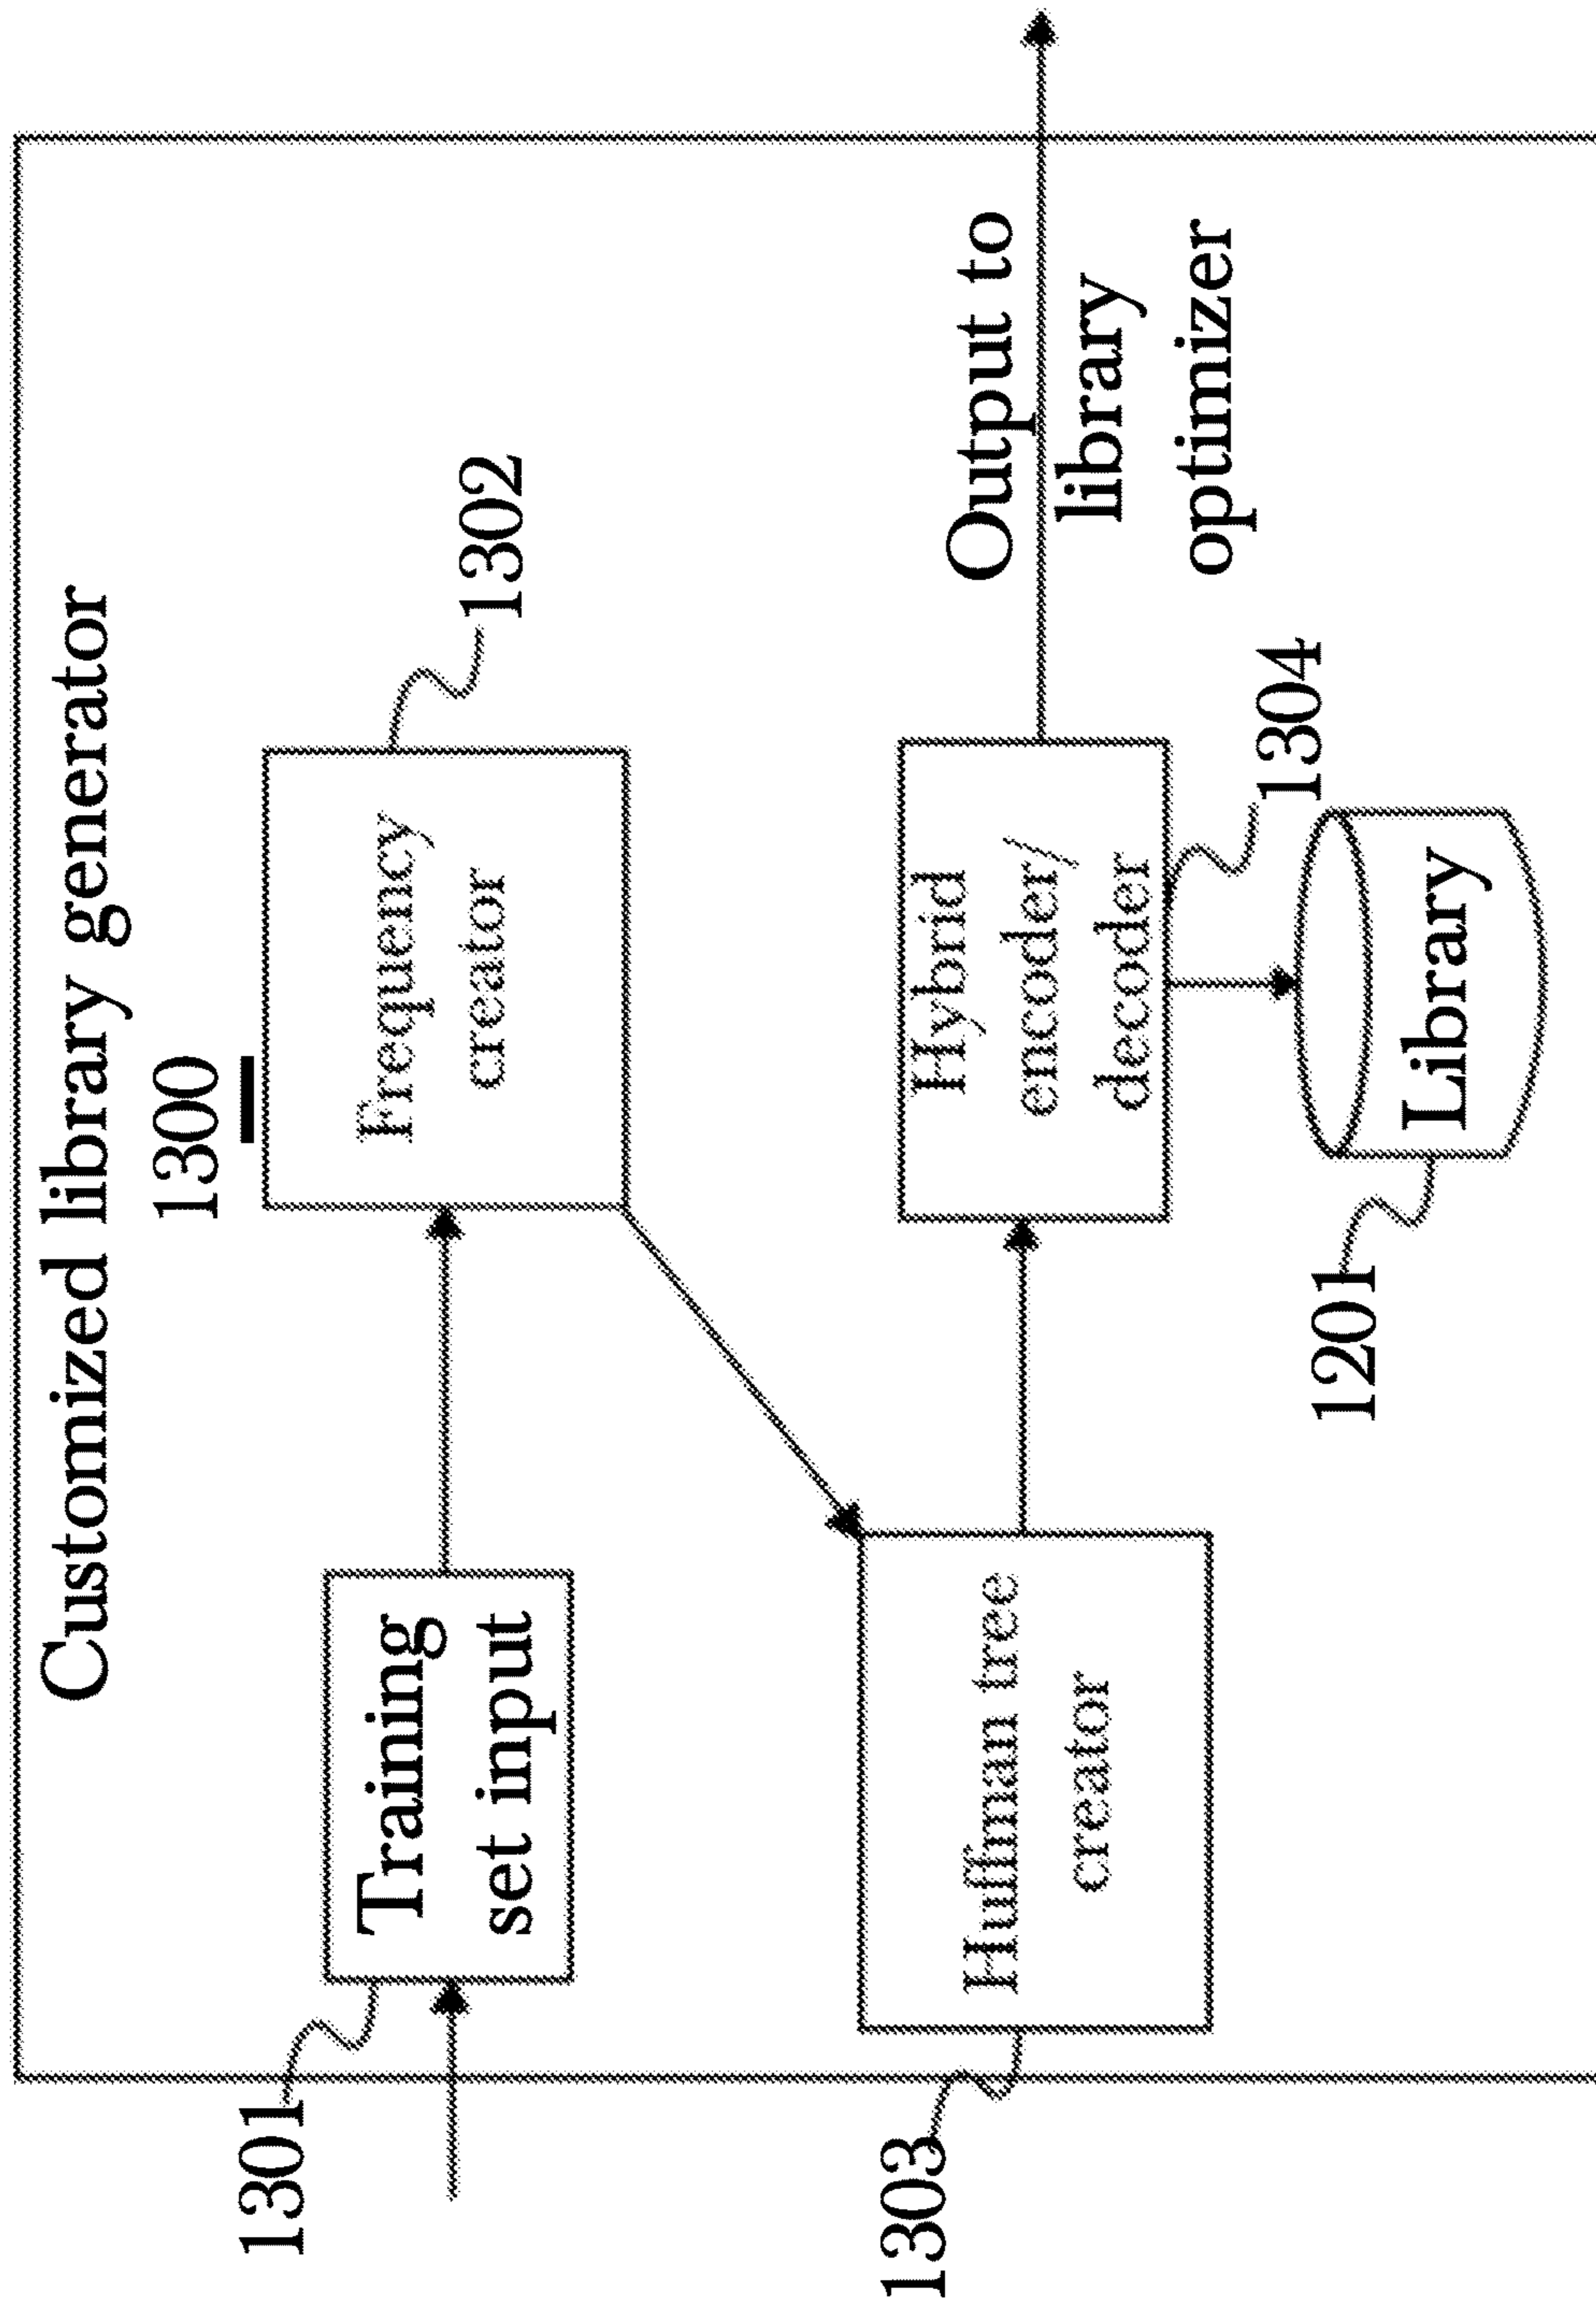 Customized library generator
1300
1301
Training
set input
Frequency
creator
1302
1303
Huffman tree
creator
Hybrid
encoder/
decoder
Output to
library
optimizer
1304
1201
Library